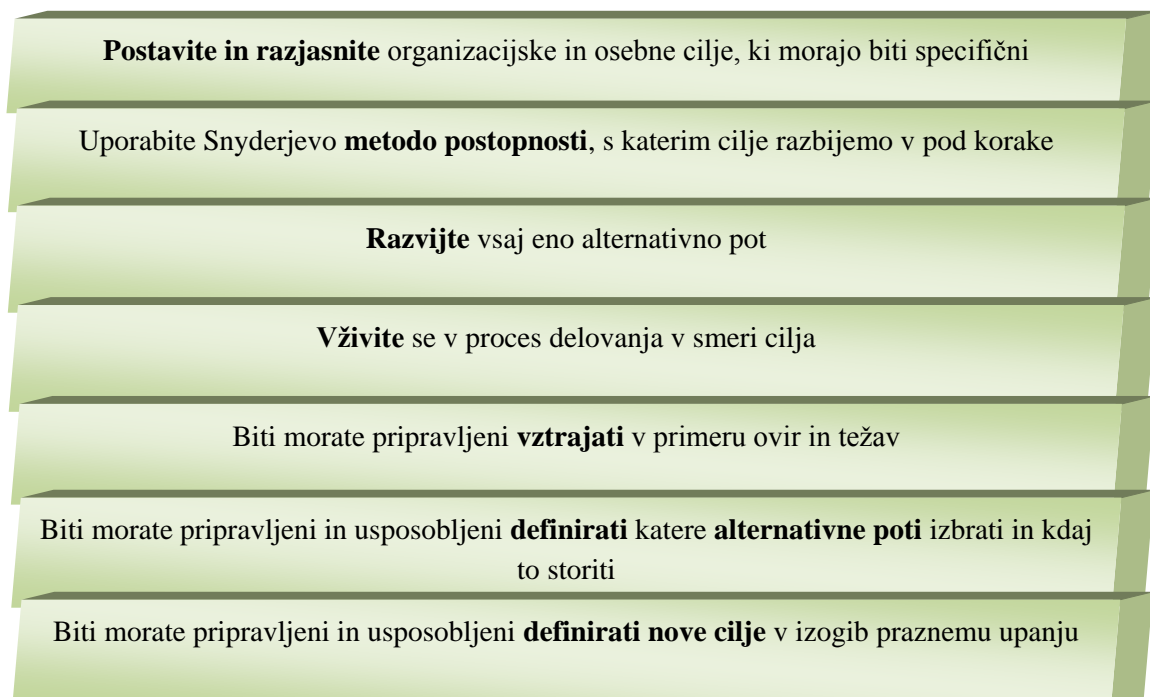 Postavite in razjasnite organizacijske in osebne cilje, ki morajo biti specifični
Uporabite Snyderjevo metodo postopnosti, s katerim cilje razbijemo v pod korake
Razvijte vsaj eno alternativno pot
Vživite se v proces delovanja v smeri cilja
Biti morate pripravljeni vztrajati v primeru ovir in težav
Biti morate pripravljeni in usposobljeni definirati katere alternativne poti izbrati in kdaj
to storiti
Biti morate pripravljeni in usposobljeni definirati nove cilje v izogib praznemu upanju